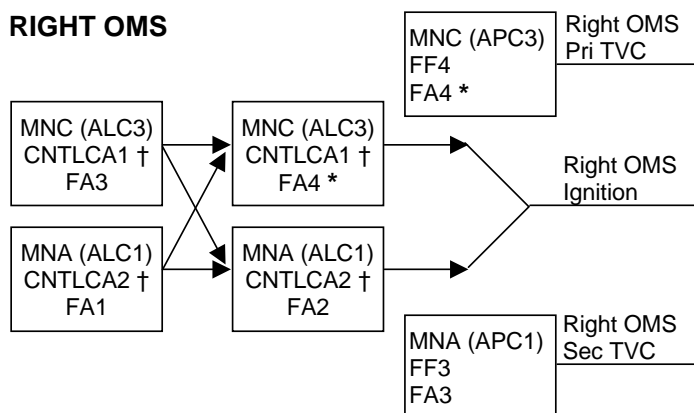 RIGHT OMS
MNC (APC3)
FF4
FA4 *
Right OMS
Pri TVC
MNC (ALC3)
CNTLCA1 †
FA3
MNC (ALC3)
CNTLCA1 †
FA4 *
Right OMS
Ignition
MNA (ALC1)
CNTLCA2 †
FA1
MNA (ALC1)
CNTLCA2 †
FA2
MNA (APC1)
FF3
FA3
Right OMS
Sec TVC